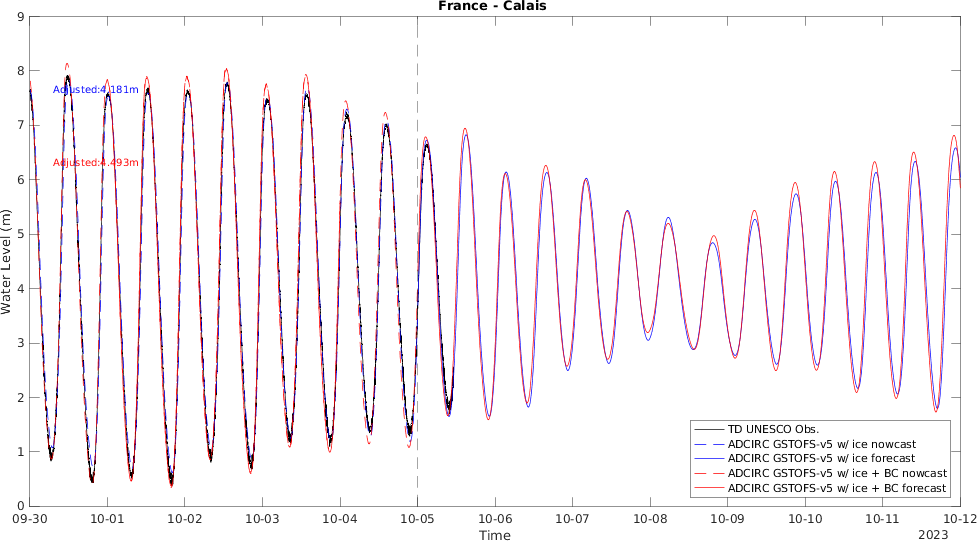 France - Calais
9
8
7
6
5
4
3
2
1
0
Water Level (m)
Adjusted:4.181m
Adjusted:4.493m
TD UNESCO Obs.
ADCIRC GSTOFS-v5 w/ ice nowcast
ADCIRC GSTOFS-v5 w/ ice forecast
ADCIRC GSTOFS-v5 w/ ice + BC nowcast
ADCIRC GSTOFS-v5 w/ ice + BC forecast
09-30 10-01 10-02 10-03 10-04 10-05 10-06 10-07 10-08 10-09 10-10 10-11 10-12
Time
2023